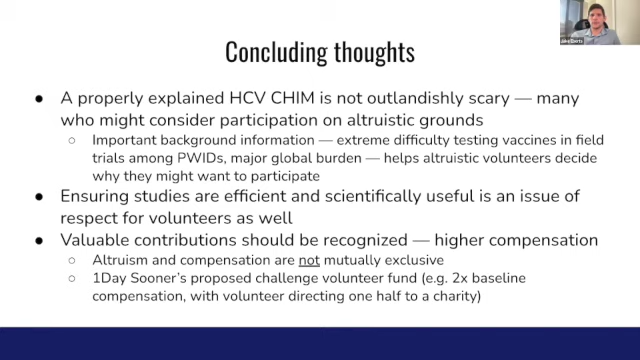 Concluding thoughts
● A properly explained HCV CHIM is not outlandishly scary — many
who might consider participation on altruistic grounds
○ Important background information — extreme difficulty testing vaccines in field
trials among PWIDs, major global burden — helps altruistic volunteers decide
why they might want to participate
● Ensuring studies are efficient and scientifically useful is an issue of
respect for volunteers as well
● Valuable contributions should be recognized — higher compensation
○ Altruism and compensation are not mutually exclusive
○ 1Day Sooner's proposed challenge volunteer fund (e.g. 2x baseline
compensation, with volunteer directing one half to a charity)